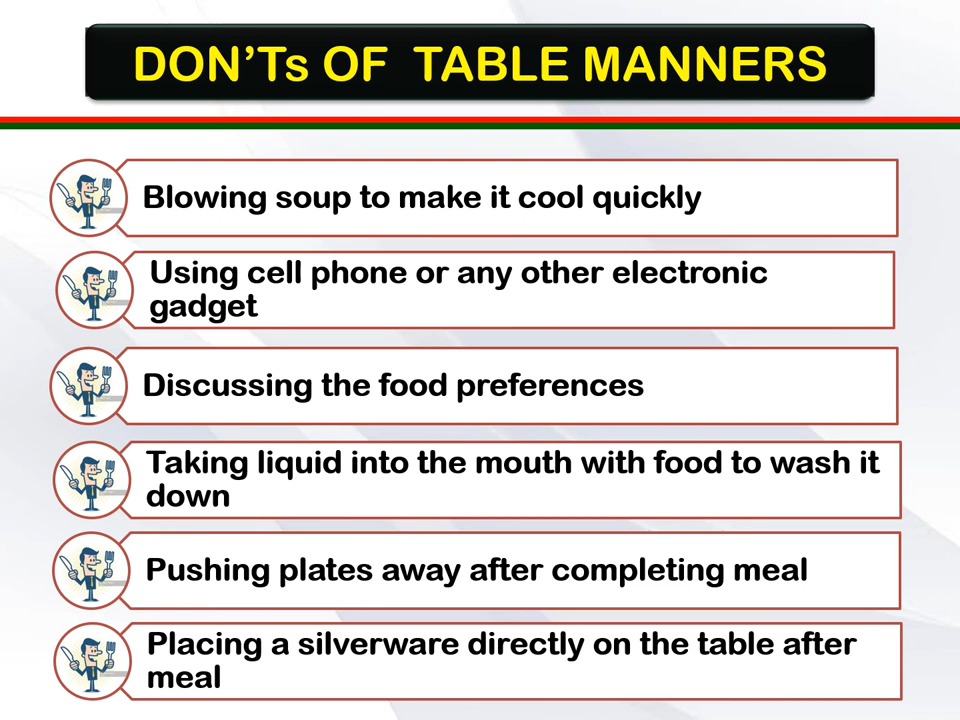 DON’Ts OF TABLE MANNERS
Blowing soup to make it cool quickly
Using cell phone or any other electronic
gadget
Discussing the food preferences
Taking liquid into the mouth with food to wash it
down
Pushing plates away after completing meal
Placing a silverware directly on the table after
meal